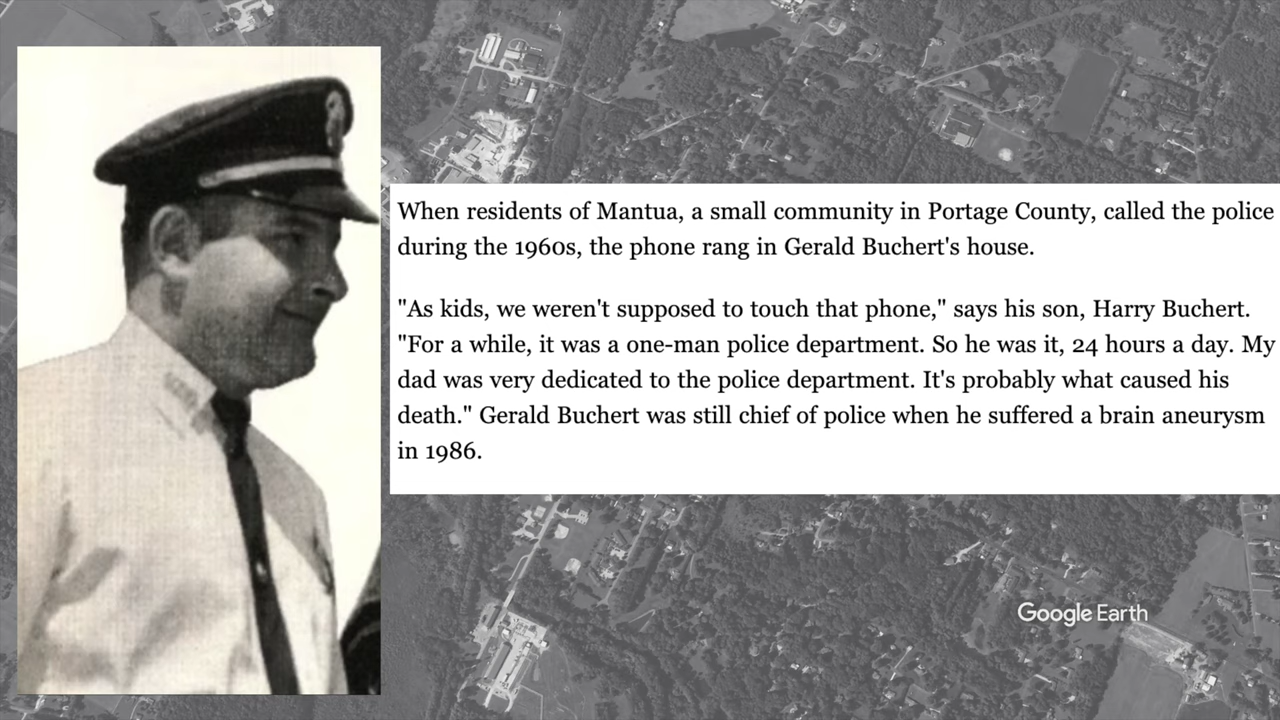 When residents of Mantua, a small community in Portage County, called the police
during the 1960s, the phone rang in Gerald Buchert's house.
"As kids, we weren't supposed to touch that phone," says his son, Harry Buchert.
"For a while, it was a one-man police department. So he was it, 24 hours a day. My
dad was very dedicated to the police department. It's probably what caused his
death." Gerald Buchert was still chief of police when he suffered a brain aneurysm
in 1986.
Google Earth